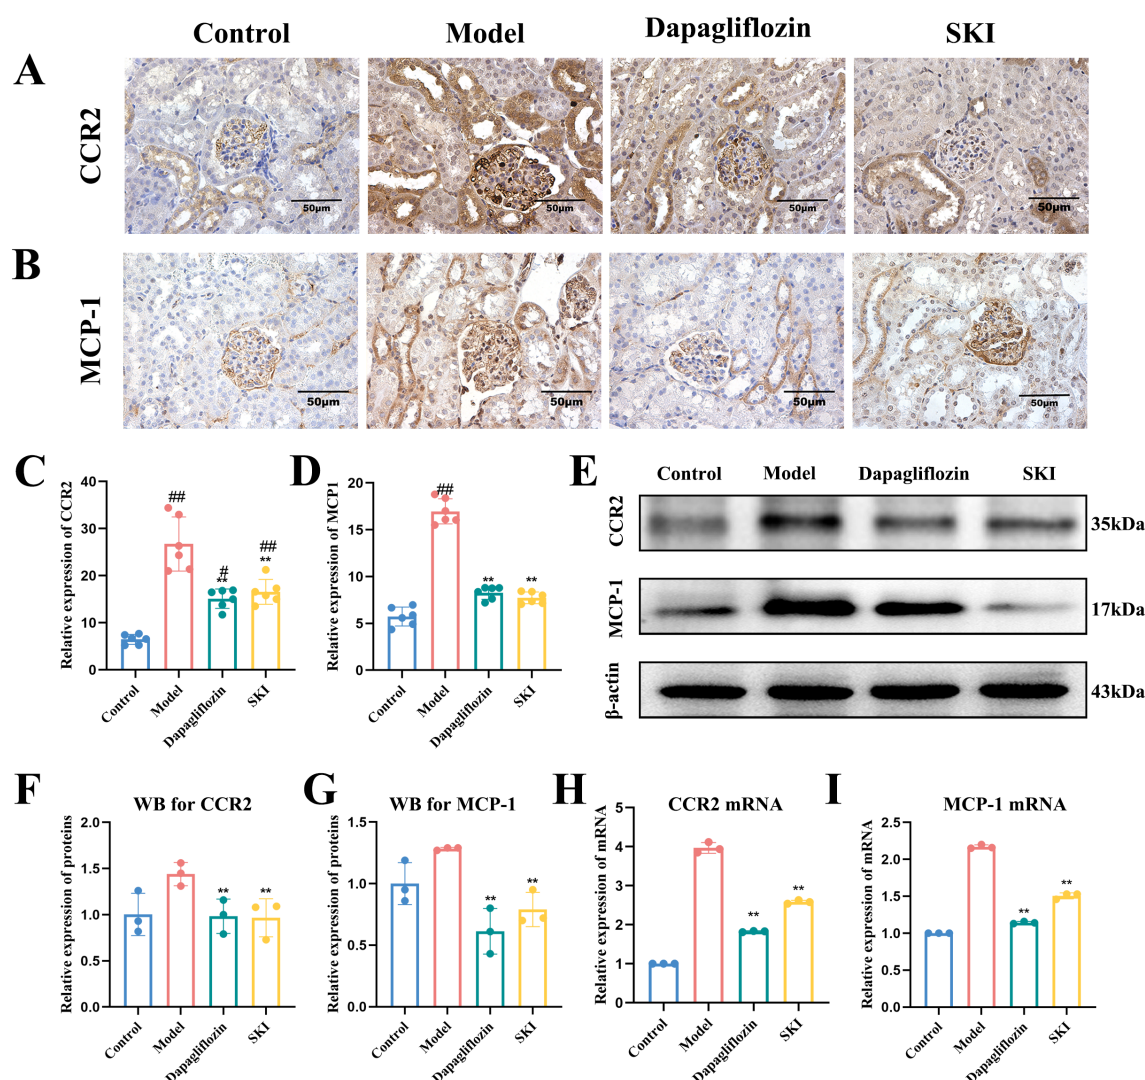 Control Model Dapagliflozin SKI
A
CCR2
50μm 50μm 50μm 50μm
B
MCP-1
50μm 50μm 50μm 50μm
C
Relative expression of CCR2
40
30
20
10
0
##
**
#
**
##
Control Model Dapagliflozin SKI
D
Relative expression of MCP1
20
15
10
5
0
##
** **
Control Model Dapagliflozin SKI
E
Control Model Dapagliflozin SKI
CCR2 35kDa
MCP-1 17kDa
β-actin 43kDa
F
WB for CCR2
Relative expression of proteins
2.0
1.5
1.0
0.5
0.0
** **
Control Model Dapagliflozin SKI
G
WB for MCP-1
Relative expression of proteins
1.5
1.0
0.5
0.0
** **
Control Model Dapagliflozin SKI
H
CCR2 mRNA
Relative expression of mRNA
5
4
3
2
1
0
** **
Control Model Dapagliflozin SKI
I
MCP-1 mRNA
Relative expression of mRNA
2.5
2.0
1.5
1.0
0.5
0.0
** **
Control Model Dapagliflozin SKI